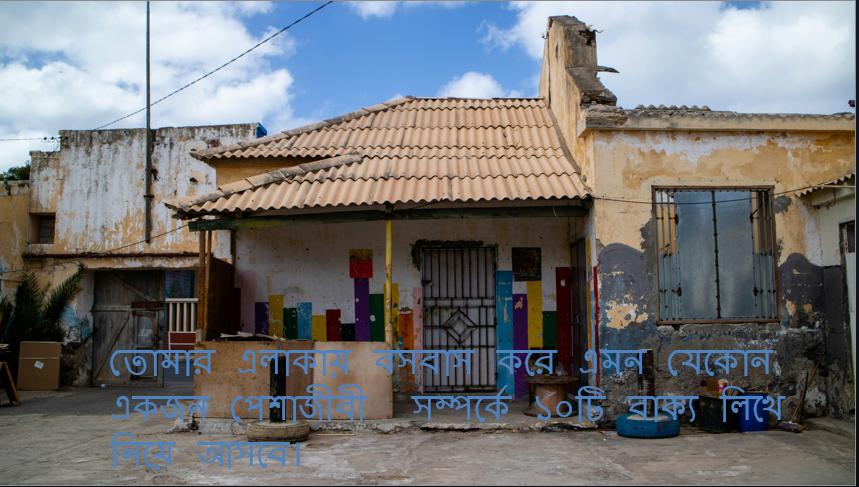 তোমার এলাকায় বসবাস করে এমন যেকোন
একজন পেশাজীবী সম্পর্কে ১০টি বাক্য লিখে
নিয়ে আসবে।